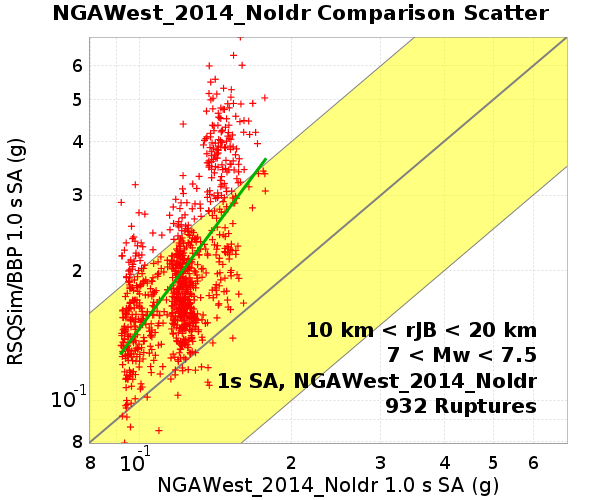 NGAWest_2014_NoIdr Comparison Scatter
RSQSim/BBP 1.0 s SA (g)
6
5
4
3
2
10-1
8
10 km < rJB < 20 km
7 < Mw < 7.5
1s SA, NGAWest_2014_NoIdr
932 Ruptures
8 10-1 2 3 4 5 6
NGAWest_2014_NoIdr 1.0 s SA (g)